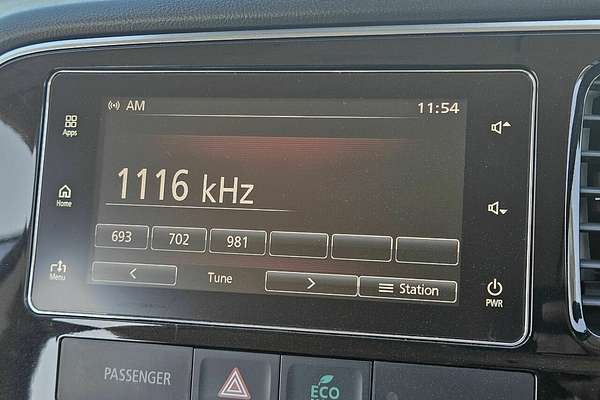 AM 11:54
Apps
1116 kHz
Home
693 702 981
Menu
< Tune > Station
PWR
PASSENGER
ECO